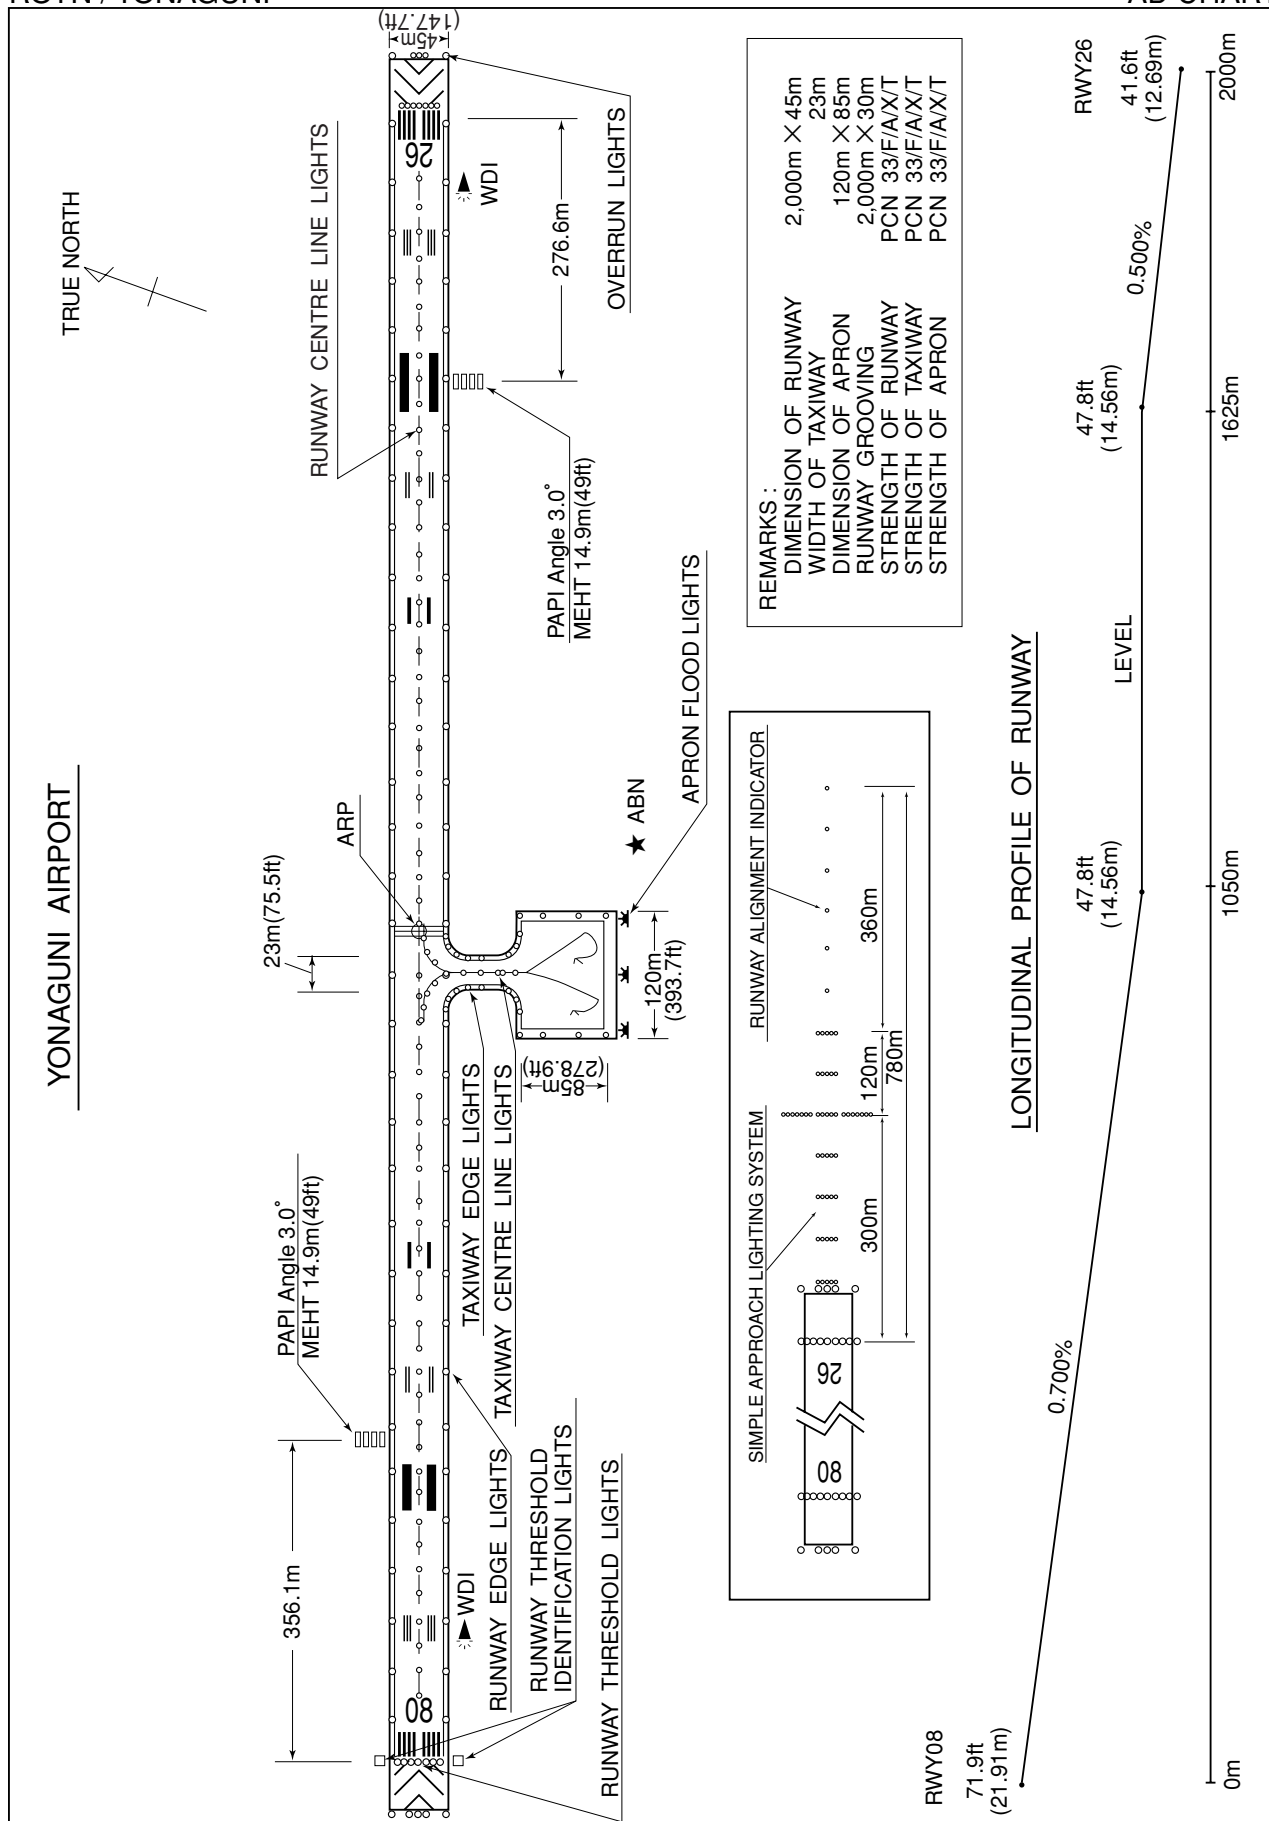 ROYN / YONAGUNI
AD CHART
YONAGUNI AIRPORT
TRUE NORTH
23m(75.5ft)
ARP
RUNWAY CENTRE LINE LIGHTS
PAPI Angle 3.0°
MEHT 14.9m(49ft)
356.1m
45m
(147.7ft)
08
26
WDI
WDI
276.6m
OVERRUN LIGHTS
PAPI Angle 3.0°
MEHT 14.9m(49ft)
RUNWAY EDGE LIGHTS
RUNWAY THRESHOLD
IDENTIFICATION LIGHTS
RUNWAY THRESHOLD LIGHTS
TAXIWAY EDGE LIGHTS
TAXIWAY CENTRE LINE LIGHTS
85m
(278.9ft)
120m
(393.7ft)
ABN
APRON FLOOD LIGHTS
SIMPLE APPROACH LIGHTING SYSTEM
RUNWAY ALIGNMENT INDICATOR
08
26
300m
120m
360m
780m
REMARKS :
DIMENSION OF RUNWAY 2,000m × 45m
WIDTH OF TAXIWAY 23m
DIMENSION OF APRON 120m × 85m
RUNWAY GROOVING 2,000m × 30m
STRENGTH OF RUNWAY PCN 33/F/A/X/T
STRENGTH OF TAXIWAY PCN 33/F/A/X/T
STRENGTH OF APRON PCN 33/F/A/X/T
LONGITUDINAL PROFILE OF RUNWAY
RWY08
71.9ft
(21.91m)
0.700%
47.8ft
(14.56m)
LEVEL
47.8ft
(14.56m)
0.500%
RWY26
41.6ft
(12.69m)
0m
1050m
1625m
2000m